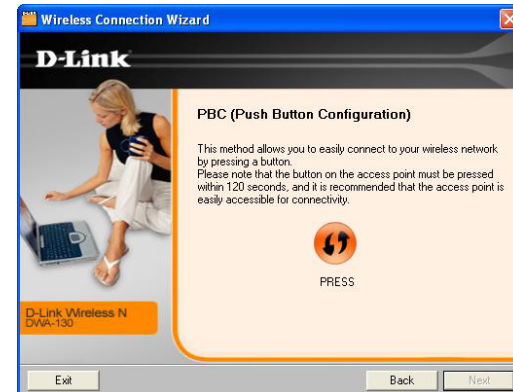 Wireless Connection Wizard
D-Link
PBC (Push Button Configuration)
This method allows you to easily connect to your wireless network
by pressing a button.
Please note that the button on the access point must be pressed
within 120 seconds, and it is recommended that the access point is
easily accessible for connectivity.
PRESS
D-Link Wireless N
DWA-130
Exit
Back
Next